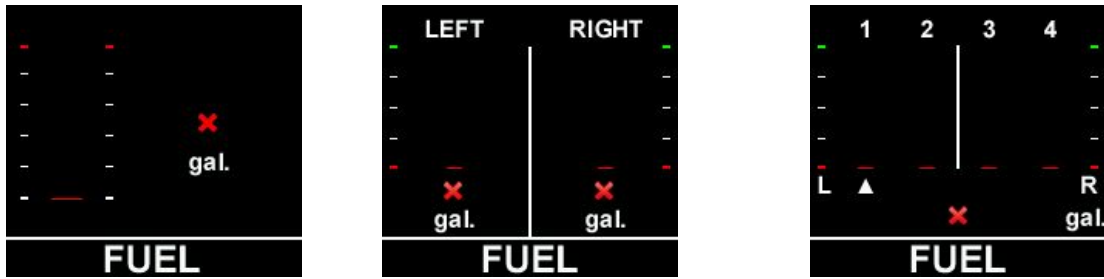 gal.
FUEL
LEFT RIGHT
gal. gal.
FUEL
1 2 3 4
L ▲ R
gal.
FUEL